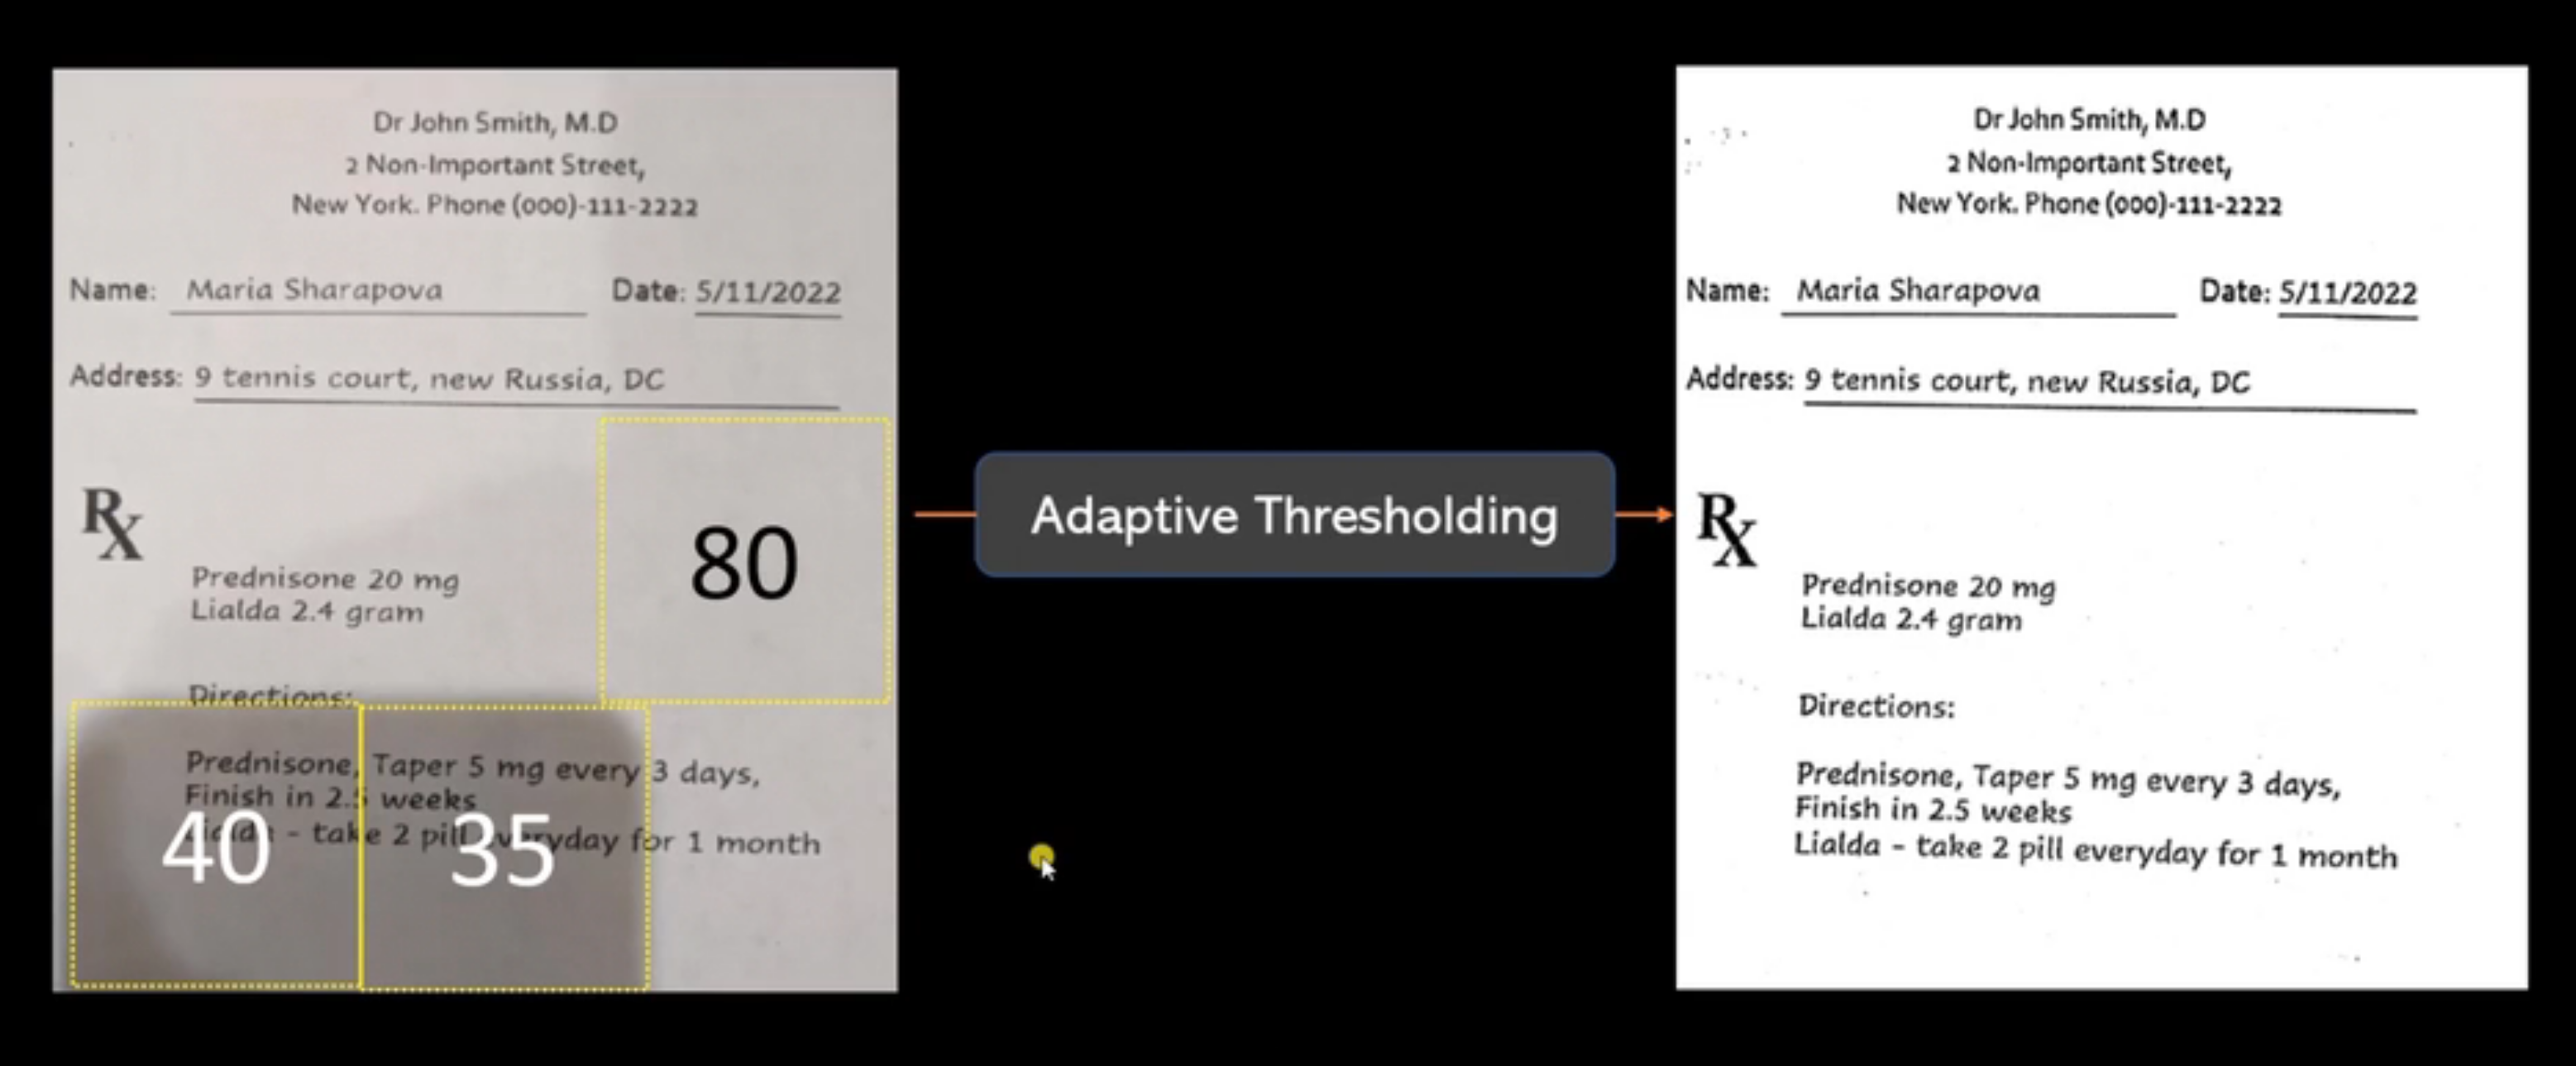 Dr John Smith, M.D
2 Non-Important Street,
New York. Phone (000)-111-2222
Name: Maria Sharapova Date: 5/11/2022
Address: 9 tennis court, new Russia, DC
Rx
80
Prednisone 20 mg
Lialda 2.4 gram
Directions:
Prednisone, Taper 5 mg every 3 days,
Finish in 2.5 weeks
Lialda - take 2 pill everyday for 1 month
40
35
Adaptive Thresholding
Dr John Smith, M.D
2 Non-Important Street,
New York. Phone (000)-111-2222
Name: Maria Sharapova Date: 5/11/2022
Address: 9 tennis court, new Russia, DC
Rx
Prednisone 20 mg
Lialda 2.4 gram
Directions:
Prednisone, Taper 5 mg every 3 days,
Finish in 2.5 weeks
Lialda - take 2 pill everyday for 1 month